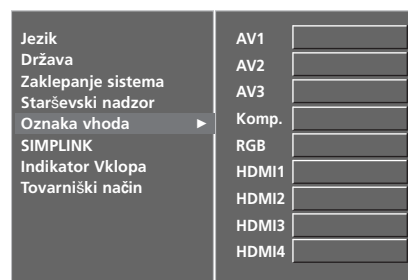 Jezik
Država
Zaklepanje sistema
Starševski nadzor
Oznaka vhoda ►
SIMPLINK
Indikator Vklopa
Tovarniški način
AV1
AV2
AV3
Komp.
RGB
HDMI1
HDMI2
HDMI3
HDMI4